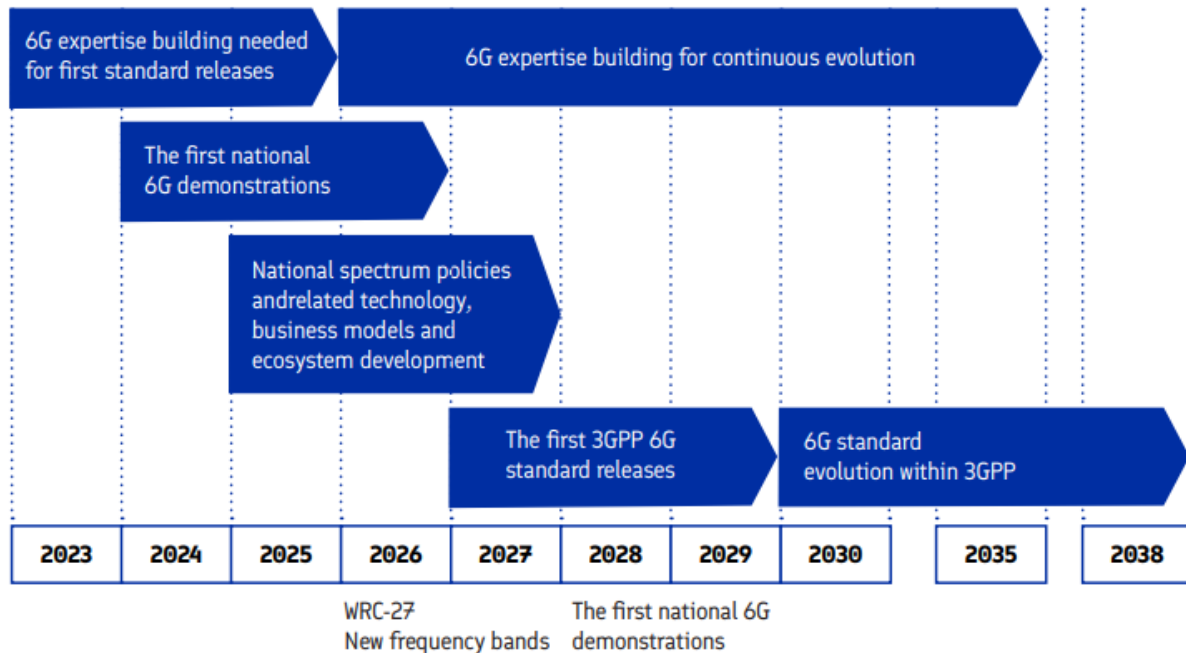 6G expertise building needed
for first standard releases
6G expertise building for continuous evolution
The first national
6G demonstrations
National spectrum policies
andrelated technology,
business models and
ecosystem development
The first 3GPP 6G
standard releases
6G standard
evolution within 3GPP
2023 2024 2025 2026 2027 2028 2029 2030 2035 2038
WRC-27
New frequency bands
The first national 6G
demonstrations